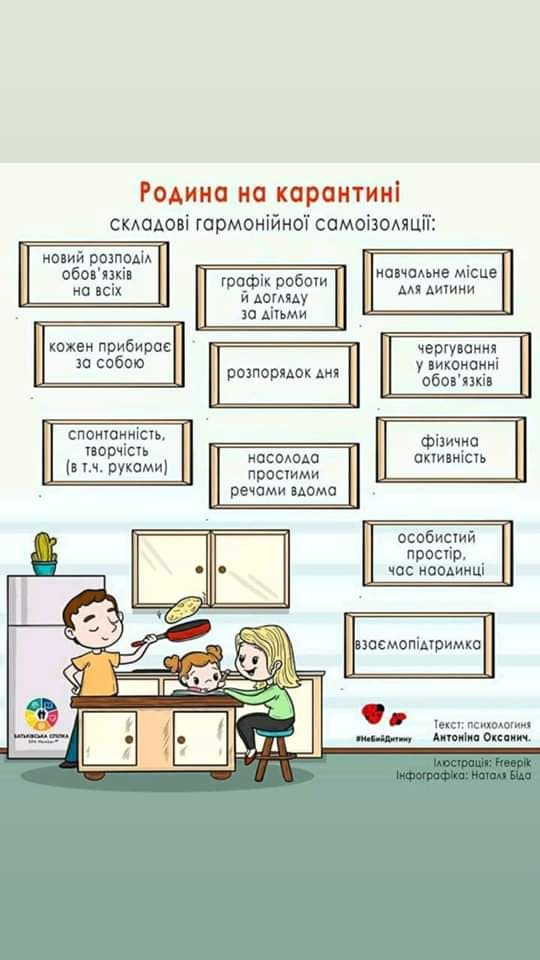 Родина на карантині
складові гармонійної самоізоляції:
новий розподіл
обов'язків
на всіх
графік роботи
й догляду
за дітьми
навчальне місце
для дитини
кожен прибирає
за собою
розпорядок дня
чергування
у виконанні
обов'язків
спонтанність,
творчість
(в т.ч. руками)
насолода
простими
речами вдома
фізична
активність
особистий
простір,
час наодинці
взаємопідтримка
БАТЬКІВСЬКА СПІЛКА
EPA Member
#НеБийДитину
Текст: психологиня
Антоніна Оксанич.
Ілюстрація: Freepik
Інфографіка: Наталя Біда